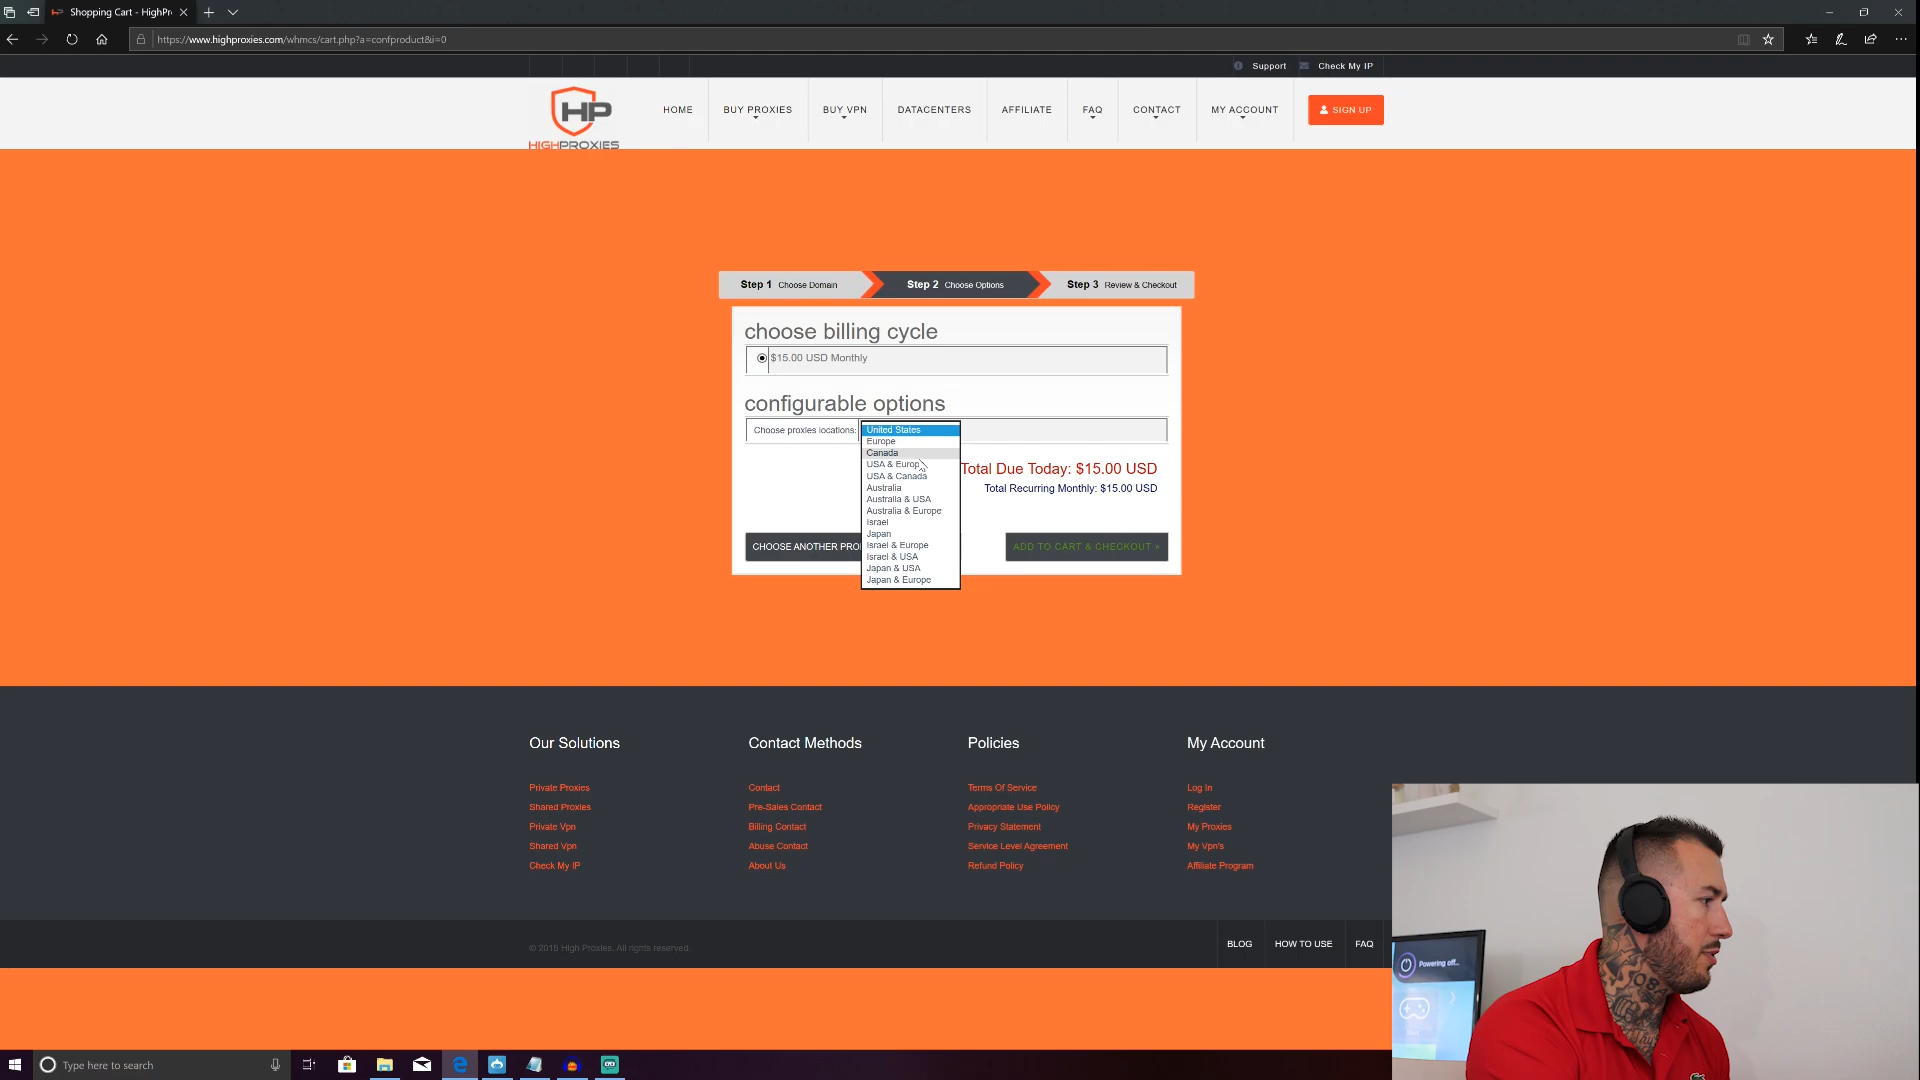 Shopping Cart - HighPr
https://www.highproxies.com/whmcs/cart.php?a=confproduct&i=0
Support
Check My IP
HP
HIGHPROXIES
HOME
BUY PROXIES
BUY VPN
DATACENTERS
AFFILIATE
FAQ
CONTACT
MY ACCOUNT
SIGN UP
Step 1 Choose Domain
Step 2 Choose Options
Step 3 Review & Checkout
choose billing cycle
$15.00 USD Monthly
configurable options
Choose proxies locations:
United States
Europe
Canada
USA & Europ
USA & Canada
Australia
Australia & USA
Australia & Europe
Israel
Japan
Israel & Europe
Israel & USA
Japan & USA
Japan & Europe
Total Due Today: $15.00 USD
Total Recurring Monthly: $15.00 USD
CHOOSE ANOTHER PRO
ADD TO CART & CHECKOUT »
Our Solutions
Private Proxies
Shared Proxies
Private Vpn
Shared Vpn
Check My IP
Contact Methods
Contact
Pre-Sales Contact
Billing Contact
Abuse Contact
About Us
Policies
Terms Of Service
Appropriate Use Policy
Privacy Statement
Service Level Agreement
Refund Policy
My Account
Log In
Register
My Proxies
My Vpn's
Affiliate Program
© 2015 High Proxies. All rights reserved.
BLOG
HOW TO USE
FAQ
Powering off...
Type here to search